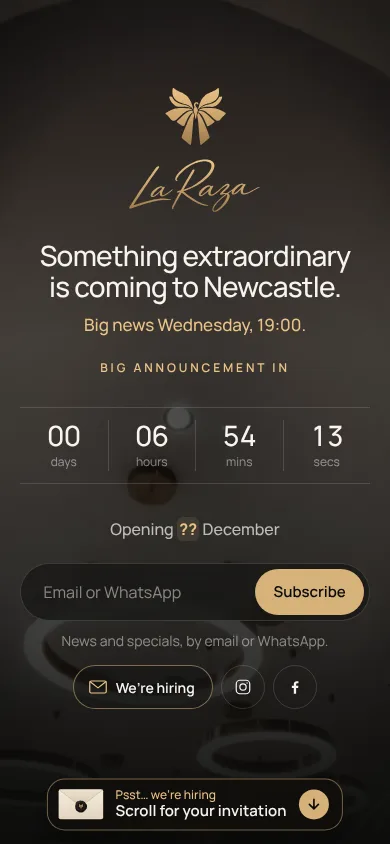 La Raza
Something extraordinary
is coming to Newcastle.
Big news Wednesday, 19:00.
BIG ANNOUNCEMENT IN
00 06 54 13
days hours mins secs
Opening ?? December
Email or WhatsApp Subscribe
News and specials, by email or WhatsApp.
We're hiring
Psst... we're hiring
Scroll for your invitation